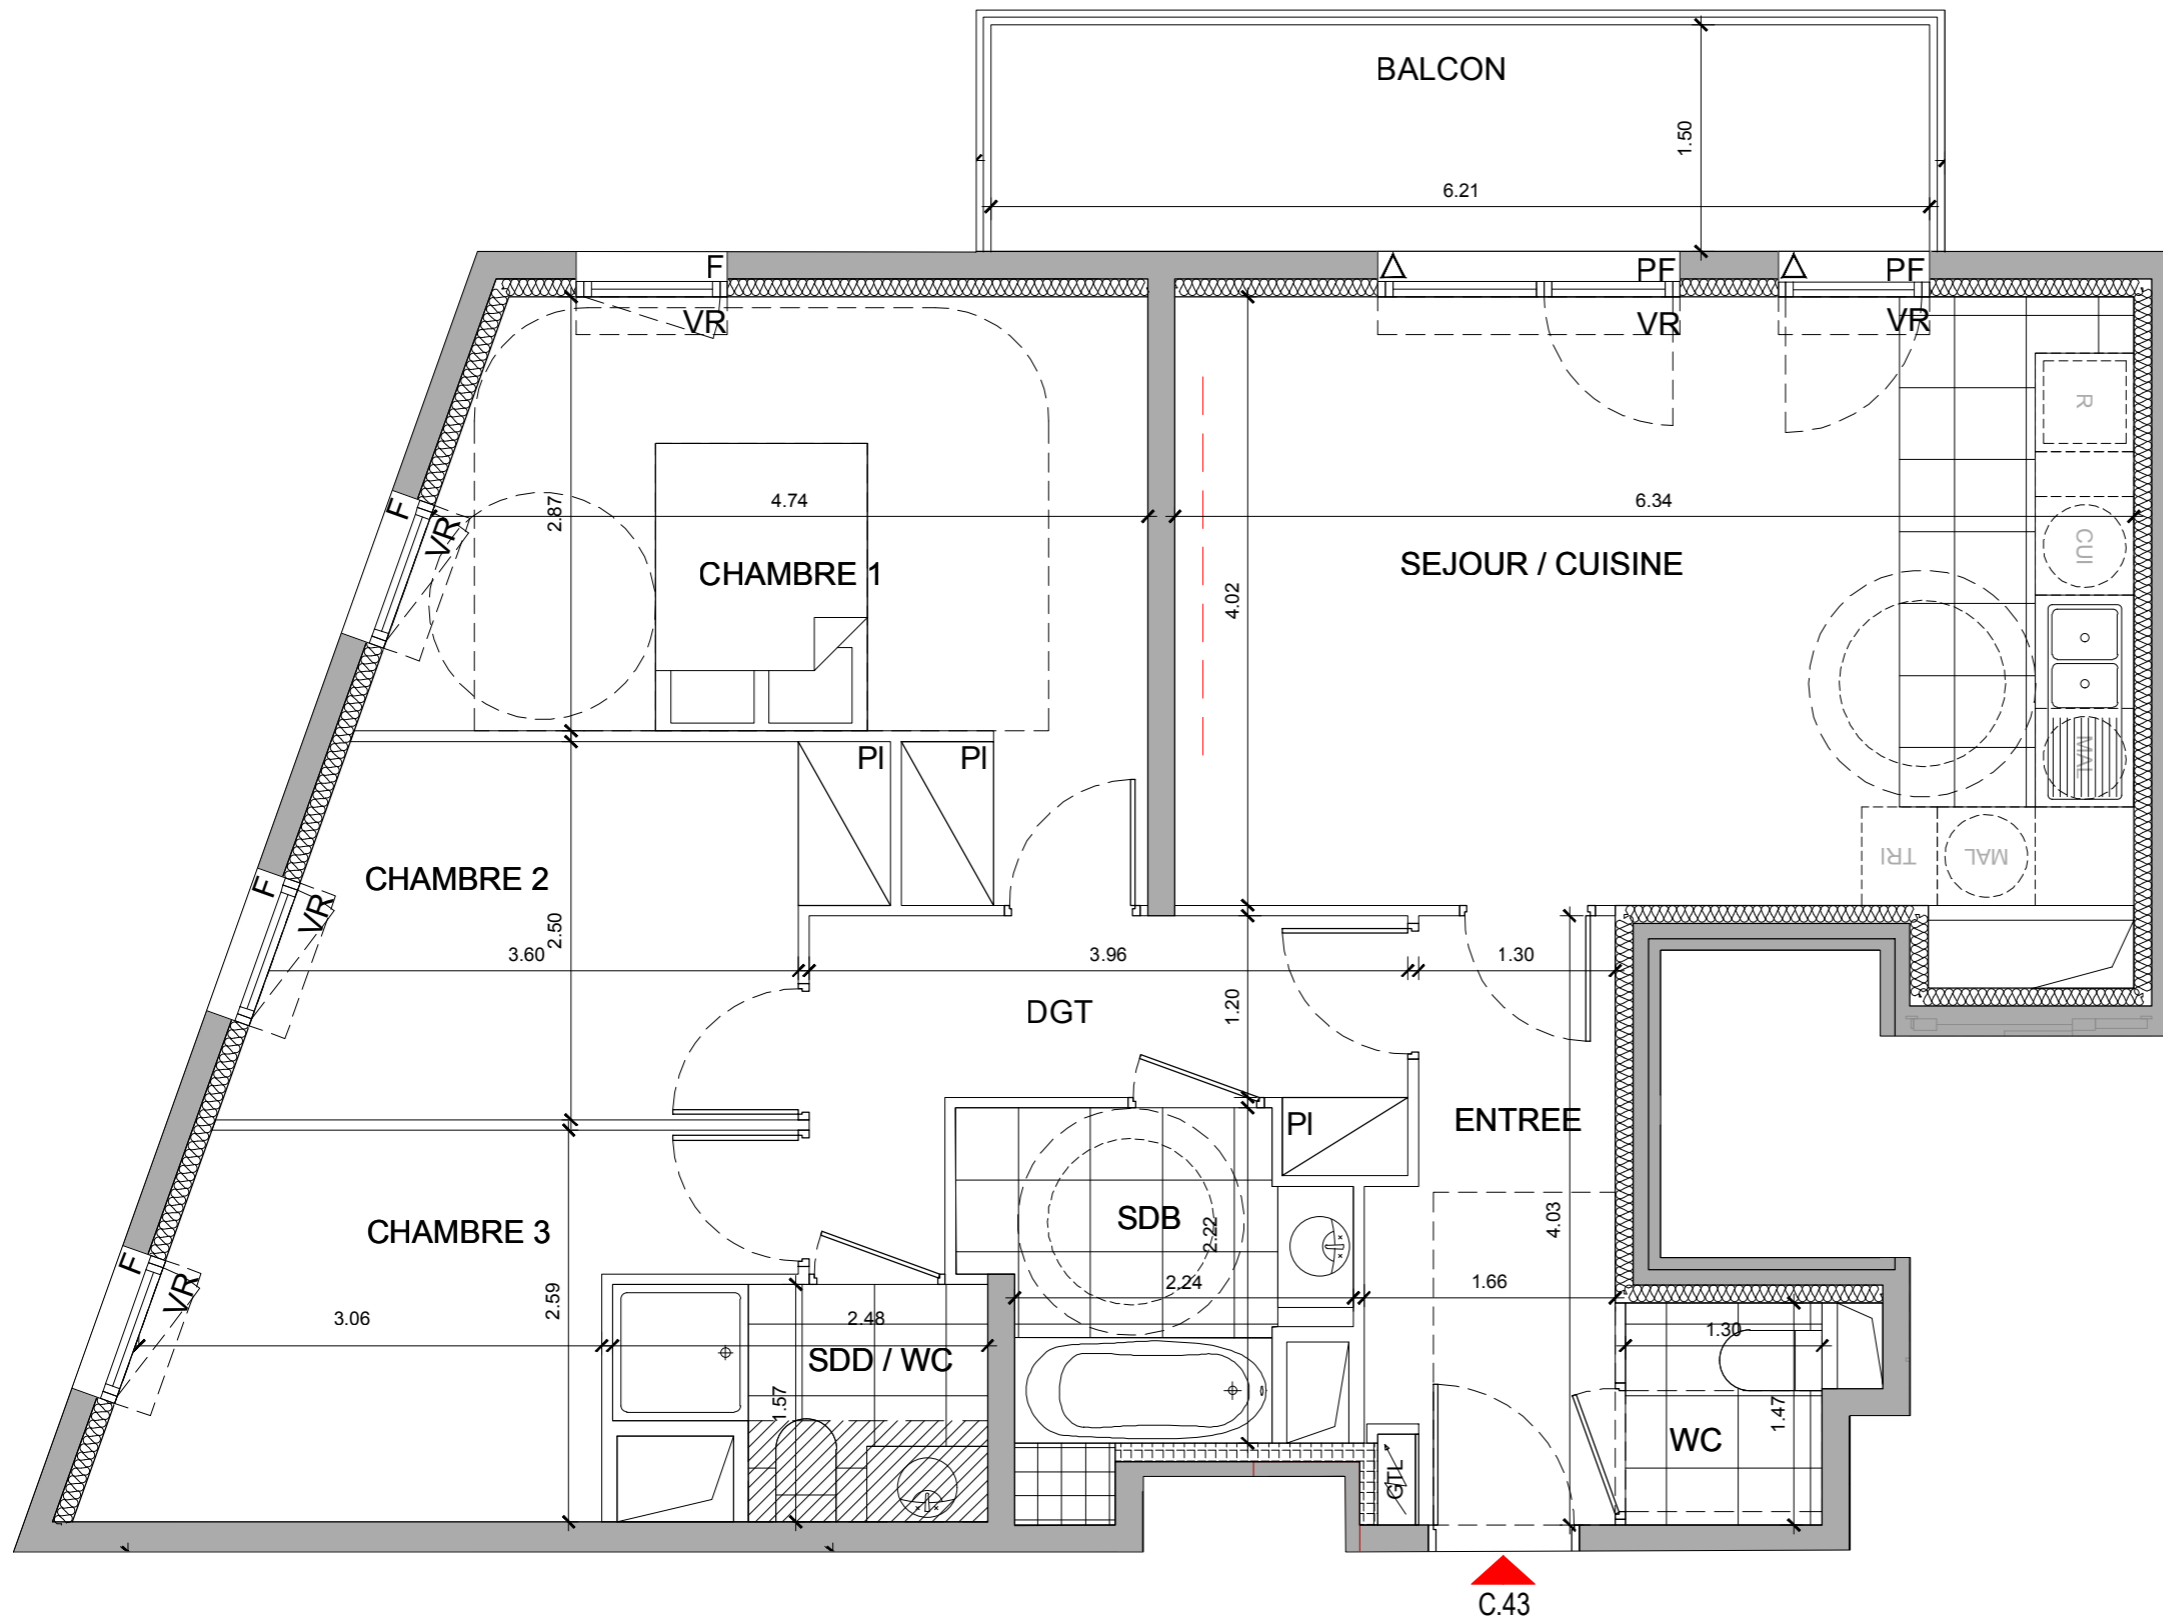 BALCON
1.50
6.21
F
PF
PF
VR
VR
VR
R
F
VR
2.87
4.74
6.34
CUI
CHAMBRE 1
SEJOUR / CUISINE
4.02
PI
PI
MAL
CHAMBRE 2
TRI
MAL
F
VR
2.50
3.60
3.96
1.30
DGT
1.20
PI
ENTREE
CHAMBRE 3
SDB
2.22
4.03
F
VR
2.24
1.66
2.59
3.06
2.48
1.30
SDD / WC
1.57
1.47
WC
GTL
C.43